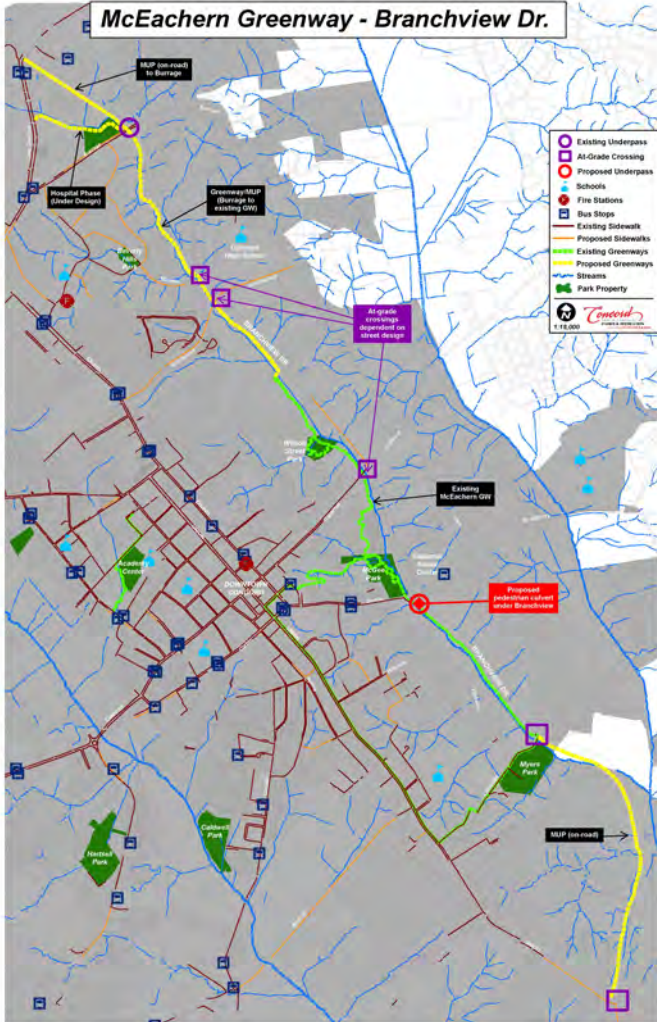 McEachern Greenway - Branchview Dr.
MUP (on-road)
to Burrage
Hospital Phase
(Under Design)
Greenway/MUP
(Burrage to
existing GW)
Existing Underpass
At-Grade Crossing
Proposed Underpass
Schools
Fire Stations
Bus Stops
Existing Sidewalk
Proposed Sidewalks
Existing Greenways
Proposed Greenways
Streams
Park Property
1:18,000
Concord
At-grade
crossings
dependent on
street design
BRANCHVIEW DR
Existing
McEachern GW
Academy
Center
DOWNTOWN
CONCORD
McGee
Park
Proposed
pedestrian culvert
under Branchview
BRANCHVIEW DR
Myers
Park
MUP (on-road)
Caldwell
Park
Hartsell
Park
F